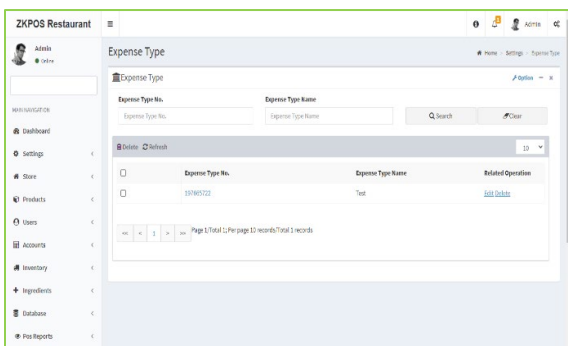 ZKPOS Restaurant
Admin
Admin
Online
Expense Type
Home
Settings
Expense Type
Expense Type
Option
Expense Type No.
Expense Type Name
Expense Type No.
Expense Type Name
Search
Clear
MAIN NAVIGATION
Dashboard
Settings
Store
Products
Users
Accounts
Inventory
Ingredients
Database
Pos Reports
Delete Refresh
10
Expense Type No. Expense Type Name Related Operation
197665722 Test Edit Delete
<< < 1 > >> Page 1/Total 1; Per page 10 records/Total 1 records